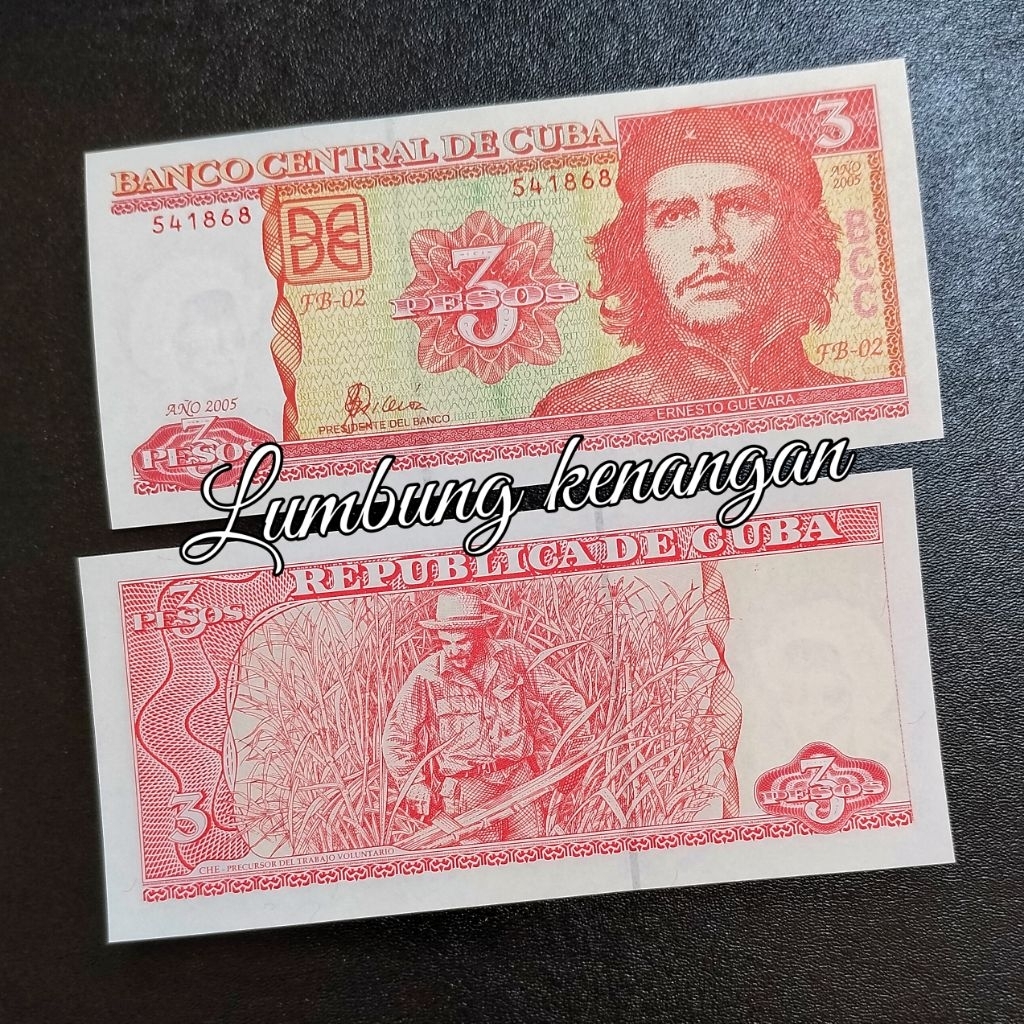 BANCO CENTRAL DE CUBA
3
541868
541868
AÑO
2005
BCC
FB-02
3
PESOS
FB-02
AÑO 2005
PRESIDENTE DEL BANCO
ERNESTO GUEVARA
3
PESO
Lumbung kenangan
REPÚBLICA DE CUBA
3
PESOS
3
3
PESOS
CHE - PRECURSOR DEL TRABAJO VOLUNTARIO